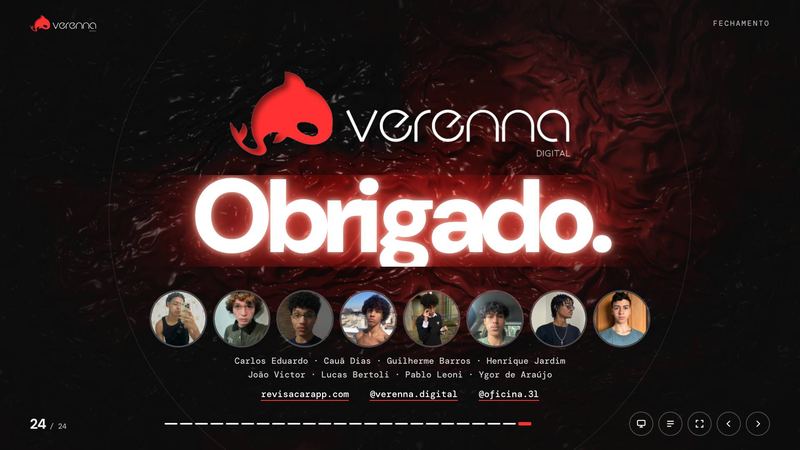 verenna
FECHAMENTO
verenna
DIGITAL
Obrigado.
Carlos Eduardo · Cauã Dias · Guilherme Barros · Henrique Jardim
João Victor · Lucas Bertoli · Pablo Leoni · Ygor de Araújo
revisacarapp.com @verenna.digital @oficina.3l
24 / 24